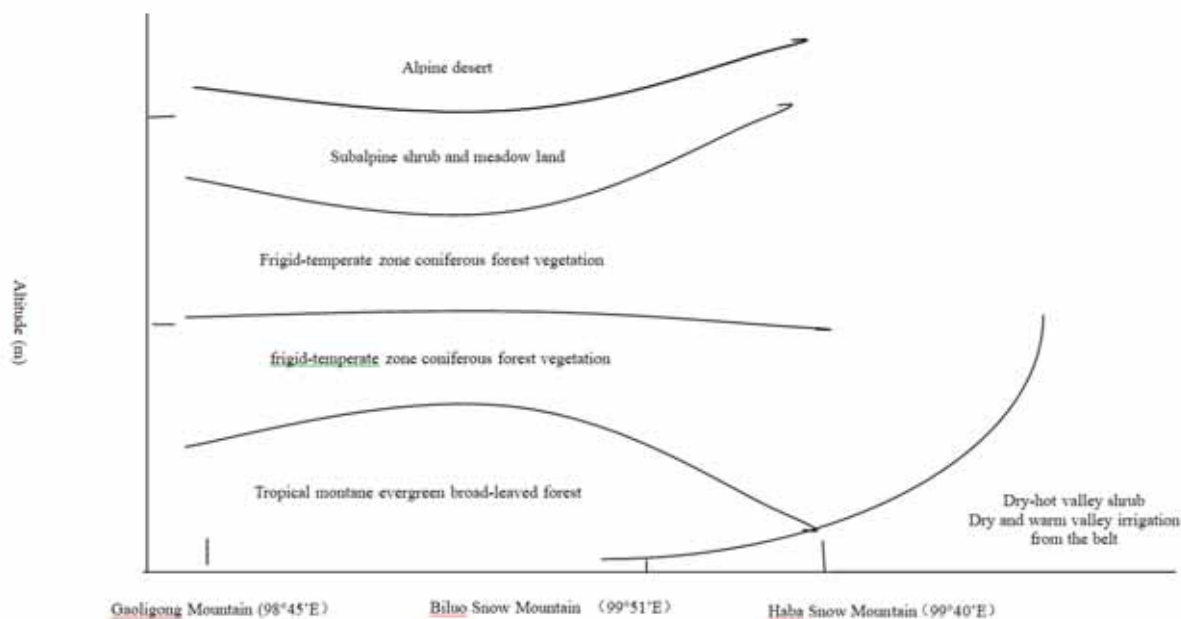 Alpine desert
Subalpine shrub and meadow land
Frigid-temperate zone coniferous forest vegetation
Altitude (m)
frigid-temperate zone coniferous forest vegetation
Tropical montane evergreen broad-leaved forest
Dry-hot valley shrub
Dry and warm valley irrigation
from the belt
Gaoligong Mountain (98°45'E）
Biluo Snow Mountain （99°51'E）
Haba Snow Mountain（99°40'E）